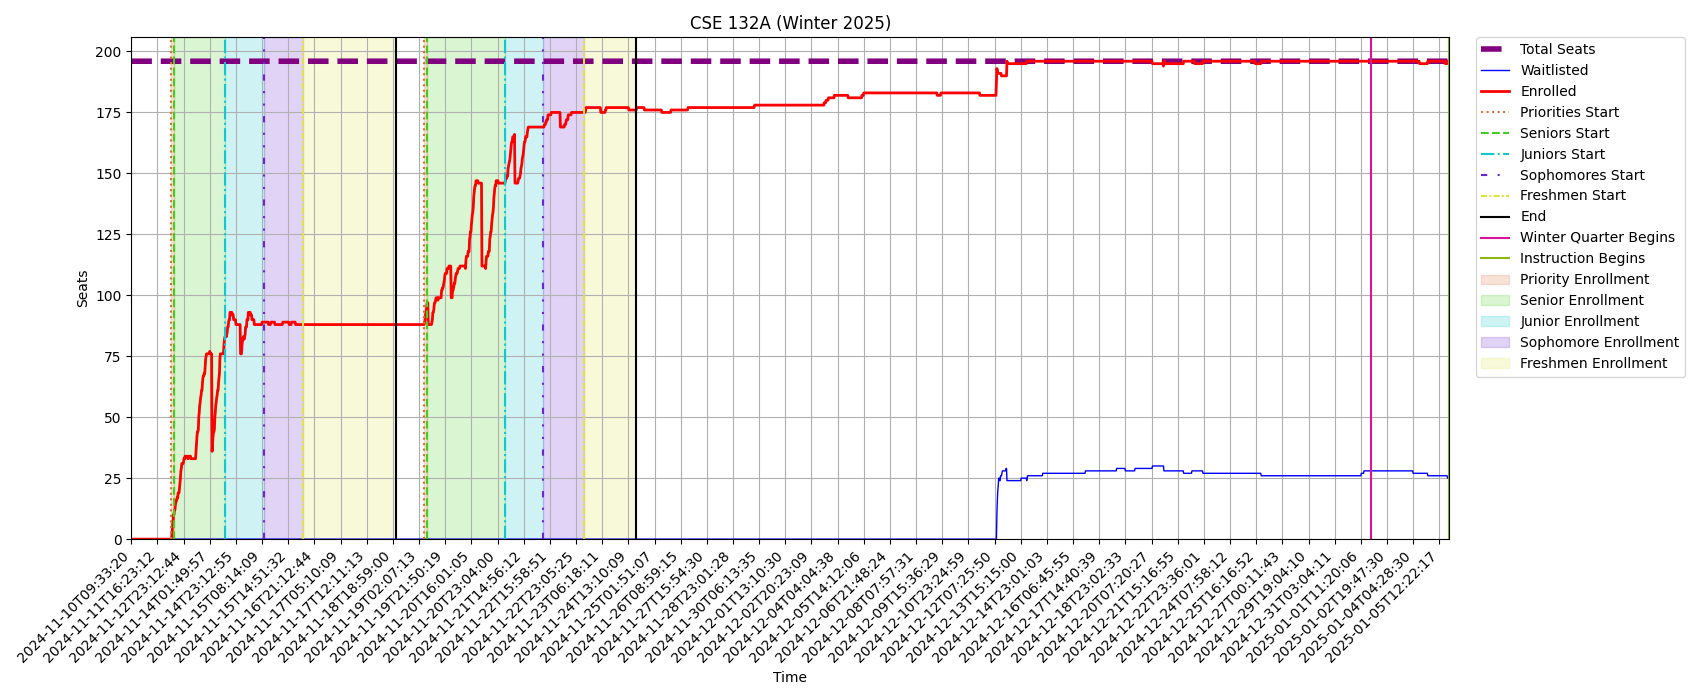 CSE 132A (Winter 2025)
Seats
200
175
150
125
100
75
50
25
0
2024-11-10T09:33:20
2024-11-11T16:23:12
2024-11-12T23:12:44
2024-11-14T01:49:57
2024-11-14T23:12:55
2024-11-15T08:14:09
2024-11-15T14:51:32
2024-11-16T21:12:44
2024-11-17T05:10:09
2024-11-17T12:11:13
2024-11-18T18:59:00
2024-11-19T02:07:13
2024-11-19T21:50:19
2024-11-20T16:01:05
2024-11-20T23:04:00
2024-11-21T14:56:12
2024-11-22T15:58:51
2024-11-22T23:05:25
2024-11-23T06:18:11
2024-11-24T13:10:09
2024-11-25T01:51:07
2024-11-26T08:59:15
2024-11-27T15:54:30
2024-11-28T23:01:28
2024-11-30T06:13:35
2024-12-01T13:10:30
2024-12-02T20:23:09
2024-12-04T04:04:38
2024-12-05T14:12:06
2024-12-06T21:48:24
2024-12-08T07:57:31
2024-12-09T15:36:29
2024-12-10T23:24:59
2024-12-12T07:25:50
2024-12-13T15:15:00
2024-12-14T23:01:03
2024-12-16T06:45:55
2024-12-17T14:40:39
2024-12-18T23:02:33
2024-12-20T07:20:27
2024-12-21T15:16:55
2024-12-22T23:36:01
2024-12-24T07:58:12
2024-12-25T16:16:52
2024-12-27T00:11:43
2024-12-29T19:04:10
2024-12-31T03:04:11
2025-01-01T11:20:06
2025-01-02T19:47:30
2025-01-04T04:28:30
2025-01-05T12:22:17
Time
Total Seats
Waitlisted
Enrolled
Priorities Start
Seniors Start
Juniors Start
Sophomores Start
Freshmen Start
End
Winter Quarter Begins
Instruction Begins
Priority Enrollment
Senior Enrollment
Junior Enrollment
Sophomore Enrollment
Freshmen Enrollment